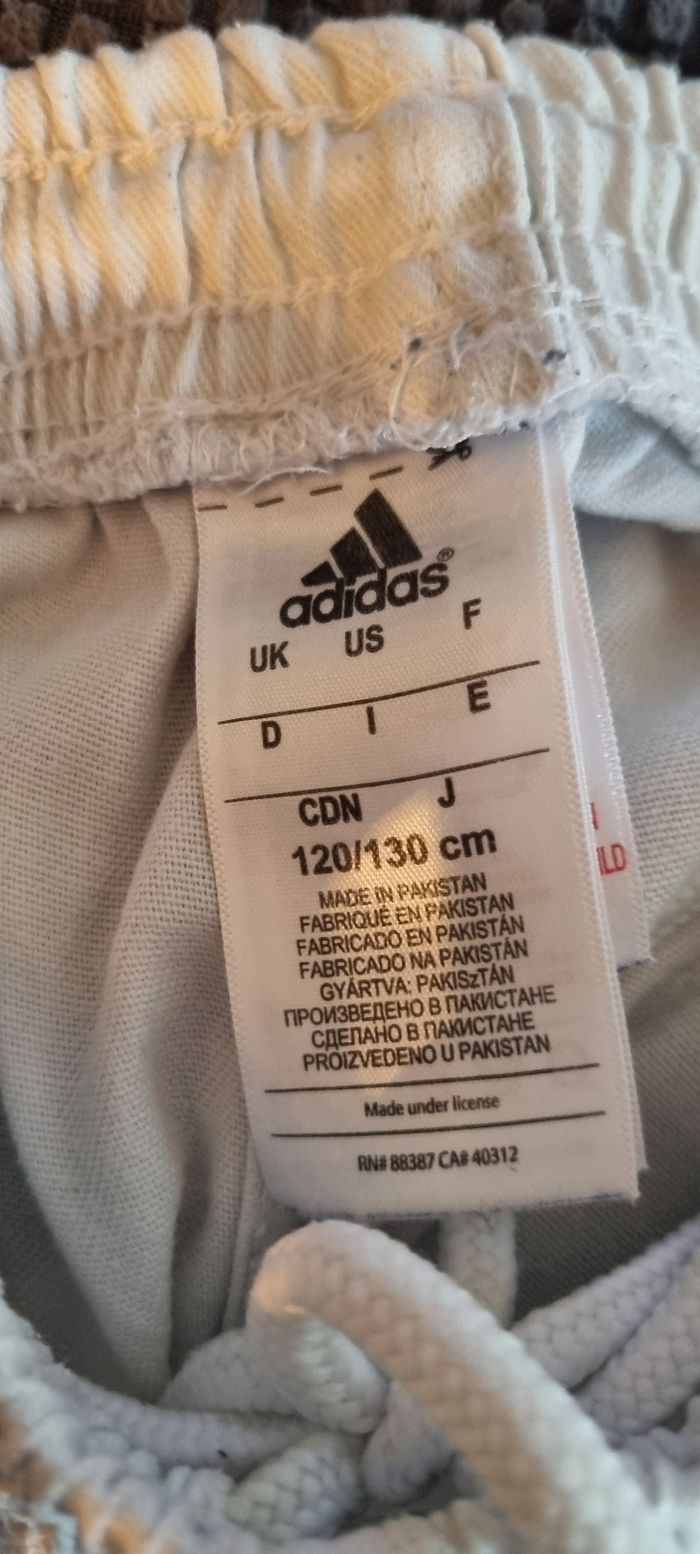 adidas®
UK US F
D I E
CDN J
120/130 cm
MADE IN PAKISTAN
FABRIQUÉ EN PAKISTAN
FABRICADO EN PAKISTÁN
FABRICADO NA PAKISTÁN
GYÁRTVA: PAKISzTÁN
ПРОИЗВЕДЕНО В ПАКИСТАНЕ
СДЕЛАНО В ПАКИСТАНЕ
PROIZVEDENO U PAKISTAN
Made under license
RN# 88387 CA# 40312